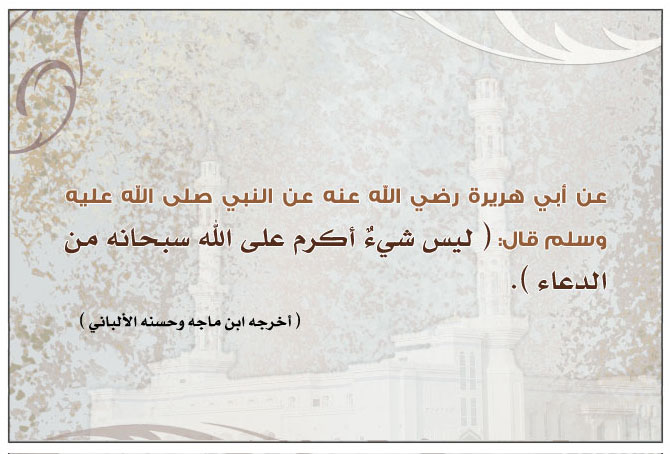 عن أبي هريرة رضي الله عنه عن النبي صلى الله عليه
وسلم قال: ( ليس شيءٌ أكرم على الله سبحانه من
الدعاء ).
( أخرجه ابن ماجه وحسنه الألباني )